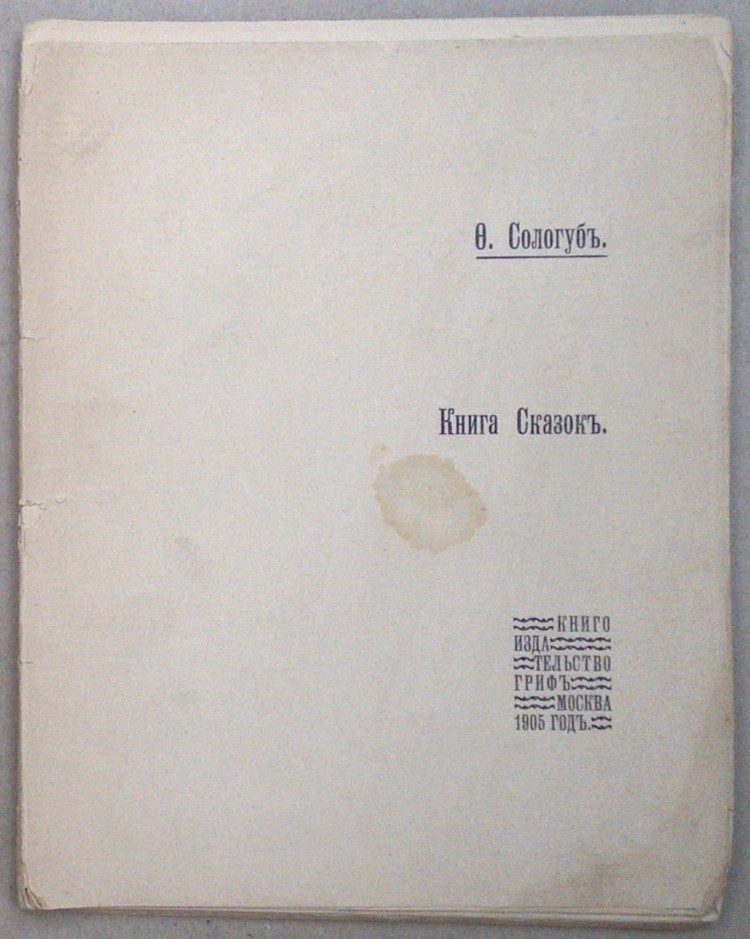 Ѳ. Сологубъ.
Книга Сказокъ.
КНИГО
ИЗДА
ТЕЛЬСТВО
ГРИФЪ
МОСКВА
1905 ГОДЪ.